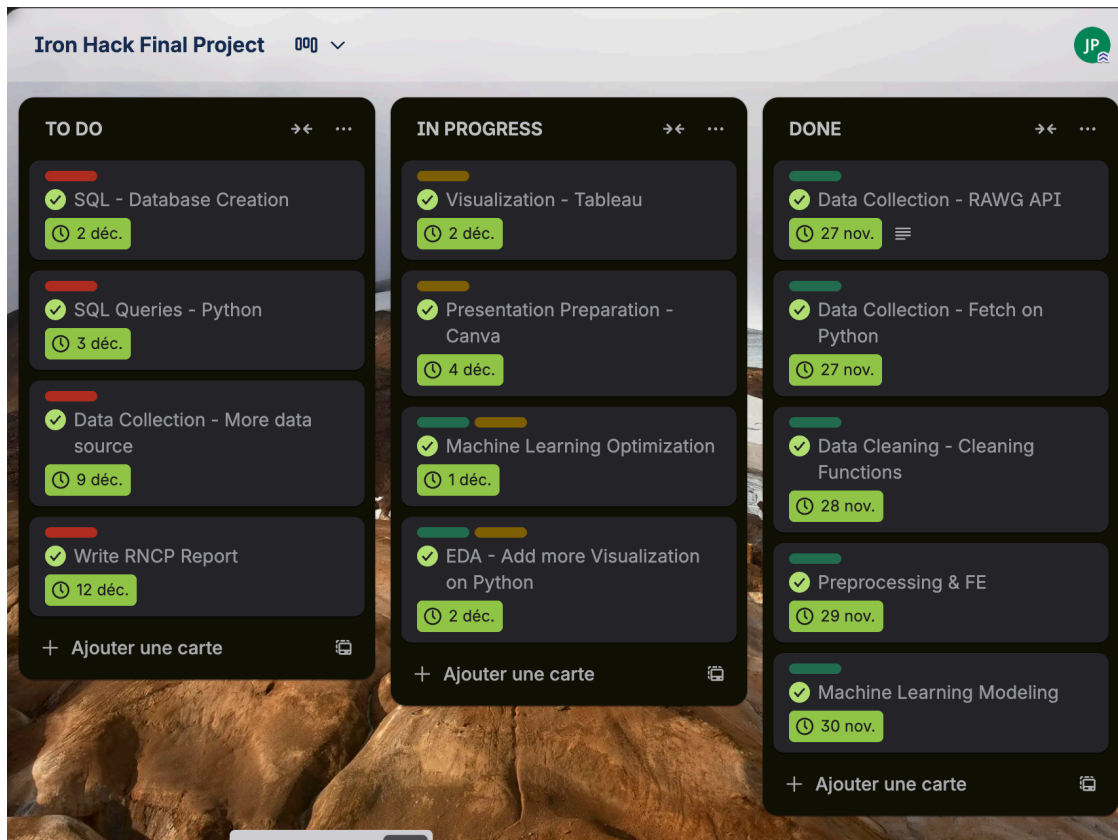 Iron Hack Final Project
JP
TO DO
SQL - Database Creation
2 déc.
SQL Queries - Python
3 déc.
Data Collection - More data
source
9 déc.
Write RNCP Report
12 déc.
Ajouter une carte
IN PROGRESS
Visualization - Tableau
2 déc.
Presentation Preparation -
Canva
4 déc.
Machine Learning Optimization
1 déc.
EDA - Add more Visualization
on Python
2 déc.
Ajouter une carte
DONE
Data Collection - RAWG API
27 nov.
Data Collection - Fetch on
Python
27 nov.
Data Cleaning - Cleaning
Functions
28 nov.
Preprocessing & FE
29 nov.
Machine Learning Modeling
30 nov.
Ajouter une carte